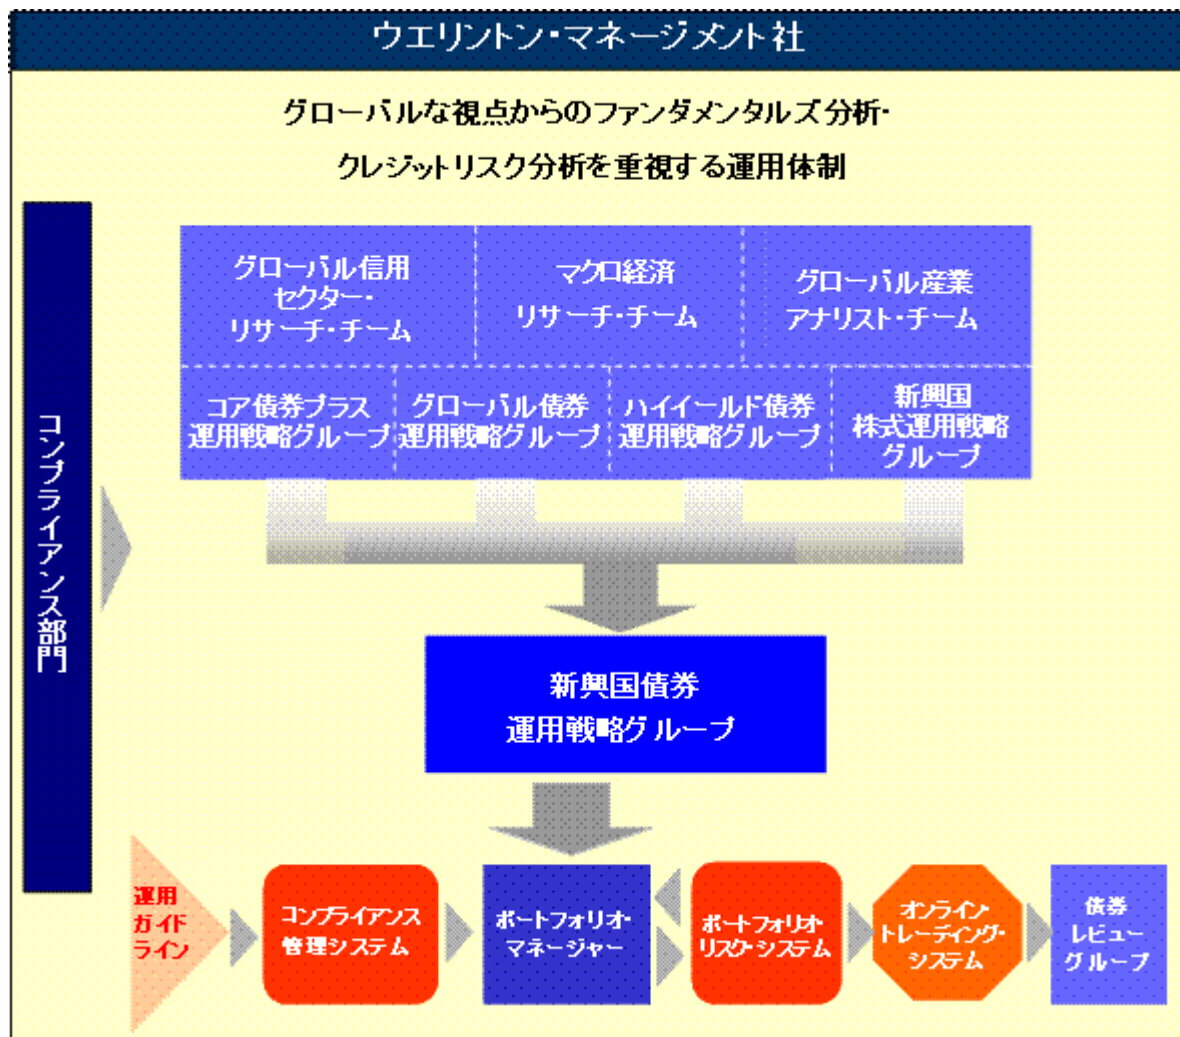 ウエリントン・マネージメント社
グローバルな視点からのファンダメンタルズ分析・
クレジットリスク分析を重視する運用体制
コンプライアンス部門
グローバル信用
セクター・
リサーチ・チーム
マクロ経済
リサーチ・チーム
グローバル産業
アナリスト・チーム
コア債券プラス
運用戦略グループ
グローバル債券
運用戦略グループ
ハイイールド債券
運用戦略グループ
新興国
株式運用戦略
グループ
新興国債券
運用戦略グループ
運用
ガイド
ライン
コンプライアンス
管理システム
ポートフォリオ・
マネージャー
ポートフォリオ・
リスク・システム
オンライン・
トレーディング・
システム
債券
レビュー
グループ